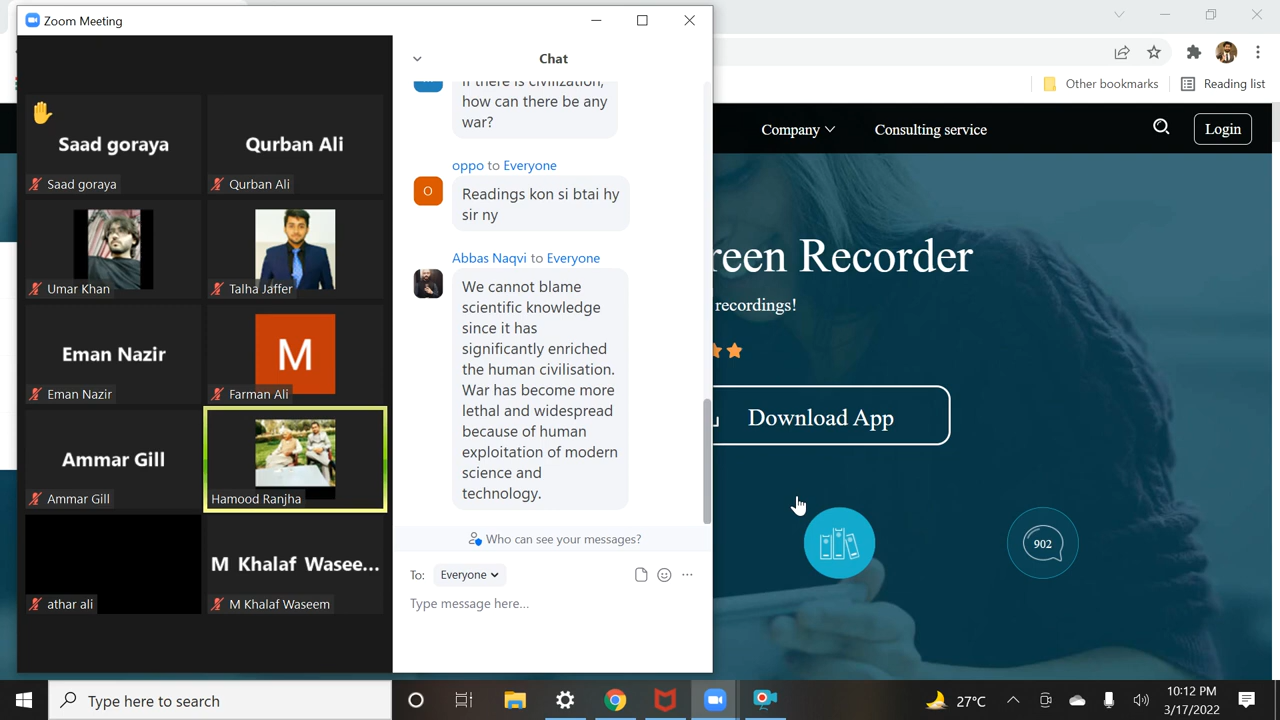 Zoom Meeting
Saad goraya
Saad goraya
Qurban Ali
Qurban Ali
Umar Khan
Talha Jaffer
Eman Nazir
Eman Nazir
M
Farman Ali
Ammar Gill
Ammar Gill
Hamood Ranjha
athar ali
M Khalaf Wasee...
M Khalaf Waseem
Chat
If there is civilization,
how can there be any
war?
oppo to Everyone
O
Readings kon si btai hy
sir ny
Abbas Naqvi to Everyone
We cannot blame
scientific knowledge
since it has
significantly enriched
the human civilisation.
War has become more
lethal and widespread
because of human
exploitation of modern
science and
technology.
Who can see your messages?
To: Everyone
Type message here...
Other bookmarks
Reading list
Company
Consulting service
Login
reen Recorder
recordings!
Download App
902
Type here to search
27°C
10:12 PM
3/17/2022